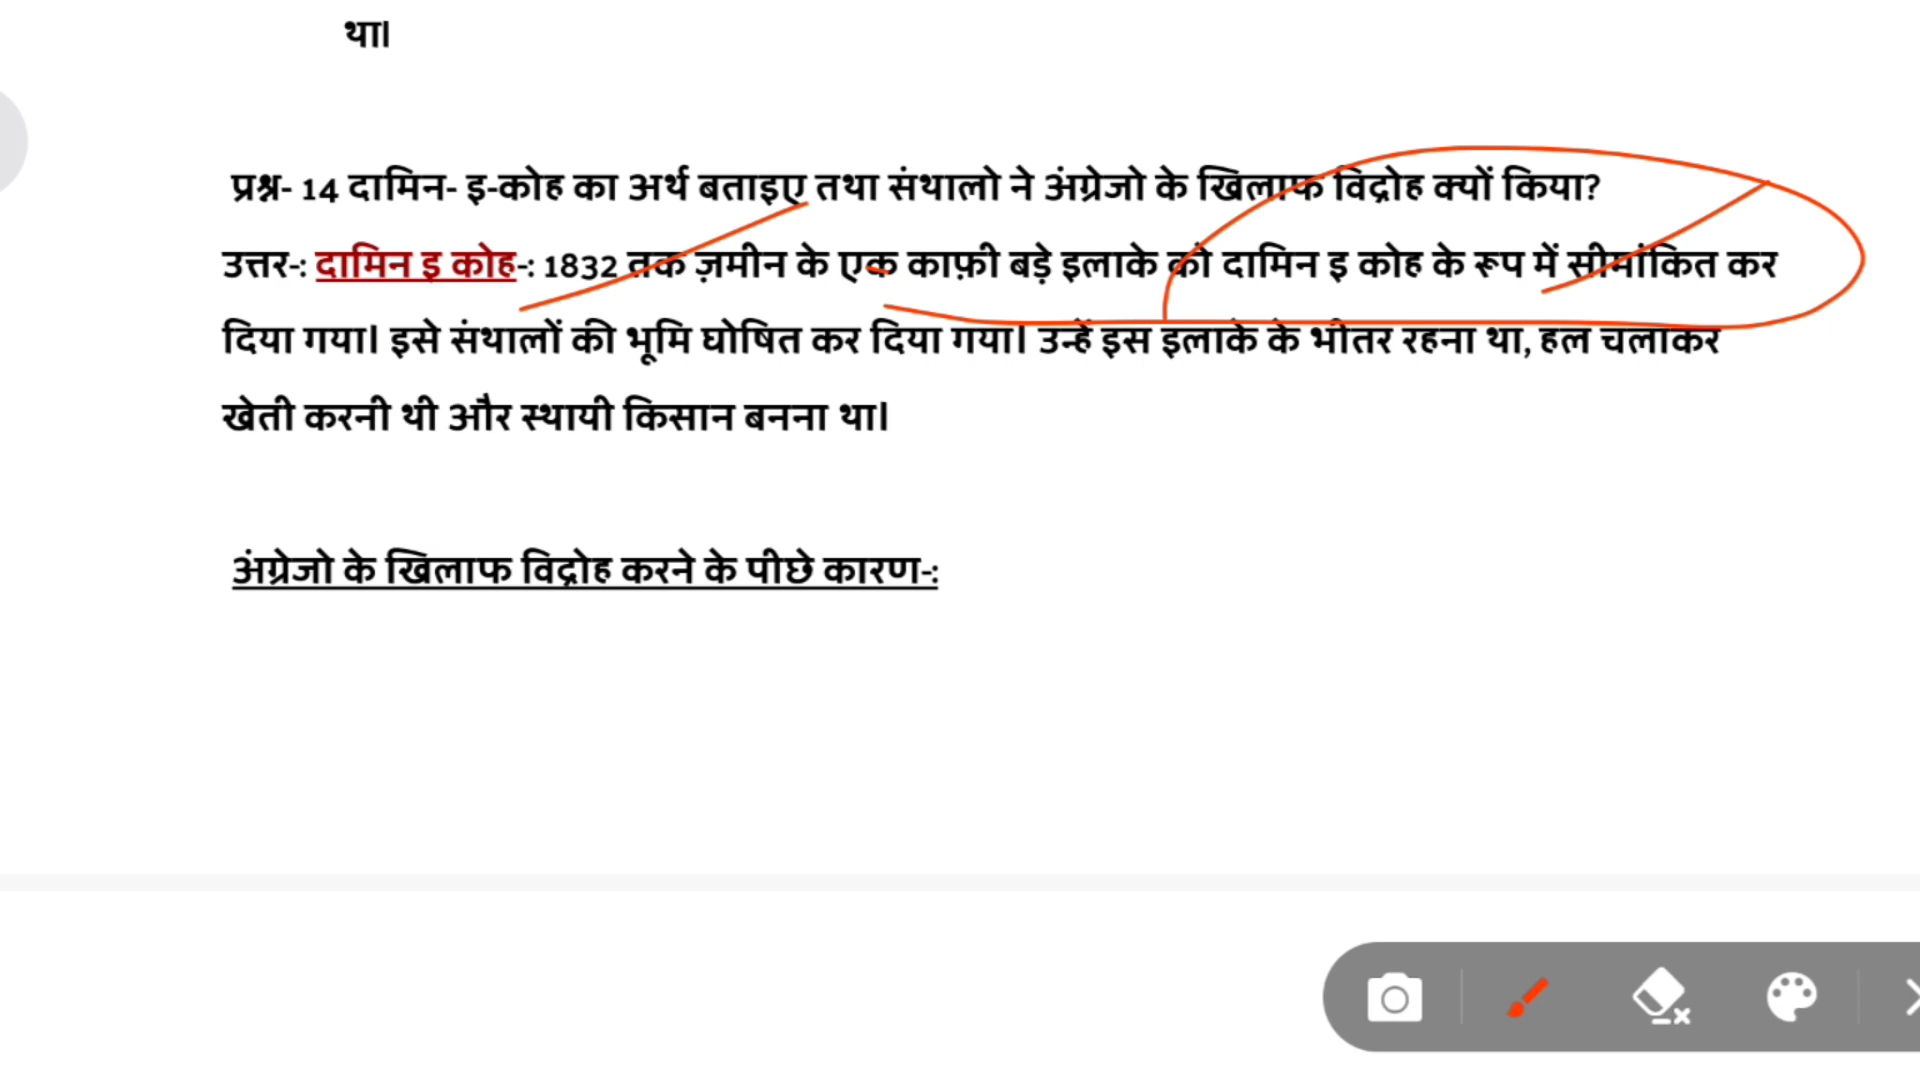 था।
प्रश्न- 14 दामिन- इ-कोह का अर्थ बताइए तथा संथालो ने अंग्रेजो के खिलाफ विद्रोह क्यों किया?
उत्तर-: दामिन इ कोह-: 1832 तक ज़मीन के एक काफ़ी बड़े इलाके को दामिन इ कोह के रूप में सीमांकित कर
दिया गया। इसे संथालों की भूमि घोषित कर दिया गया। उन्हें इस इलाके के भीतर रहना था, हल चलाकर
खेती करनी थी और स्थायी किसान बनना था।
अंग्रेजो के खिलाफ विद्रोह करने के पीछे कारण-: